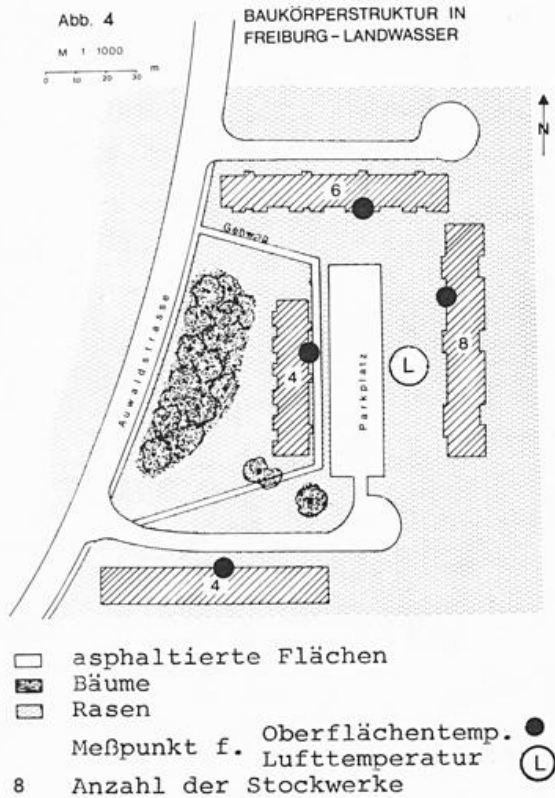 Abb. 4
BAUKÖRPERSTRUKTUR IN
FREIBURG-LANDWASSER
M 1 1000
0 10 20 30 m
N
6
Gehweg
Auwaldstrasse
4
Parkplatz
L
8
4
asphaltierte Flächen
Bäume
Rasen
Meßpunkt f. Oberflächentemp.
Lufttemperatur L
8 Anzahl der Stockwerke